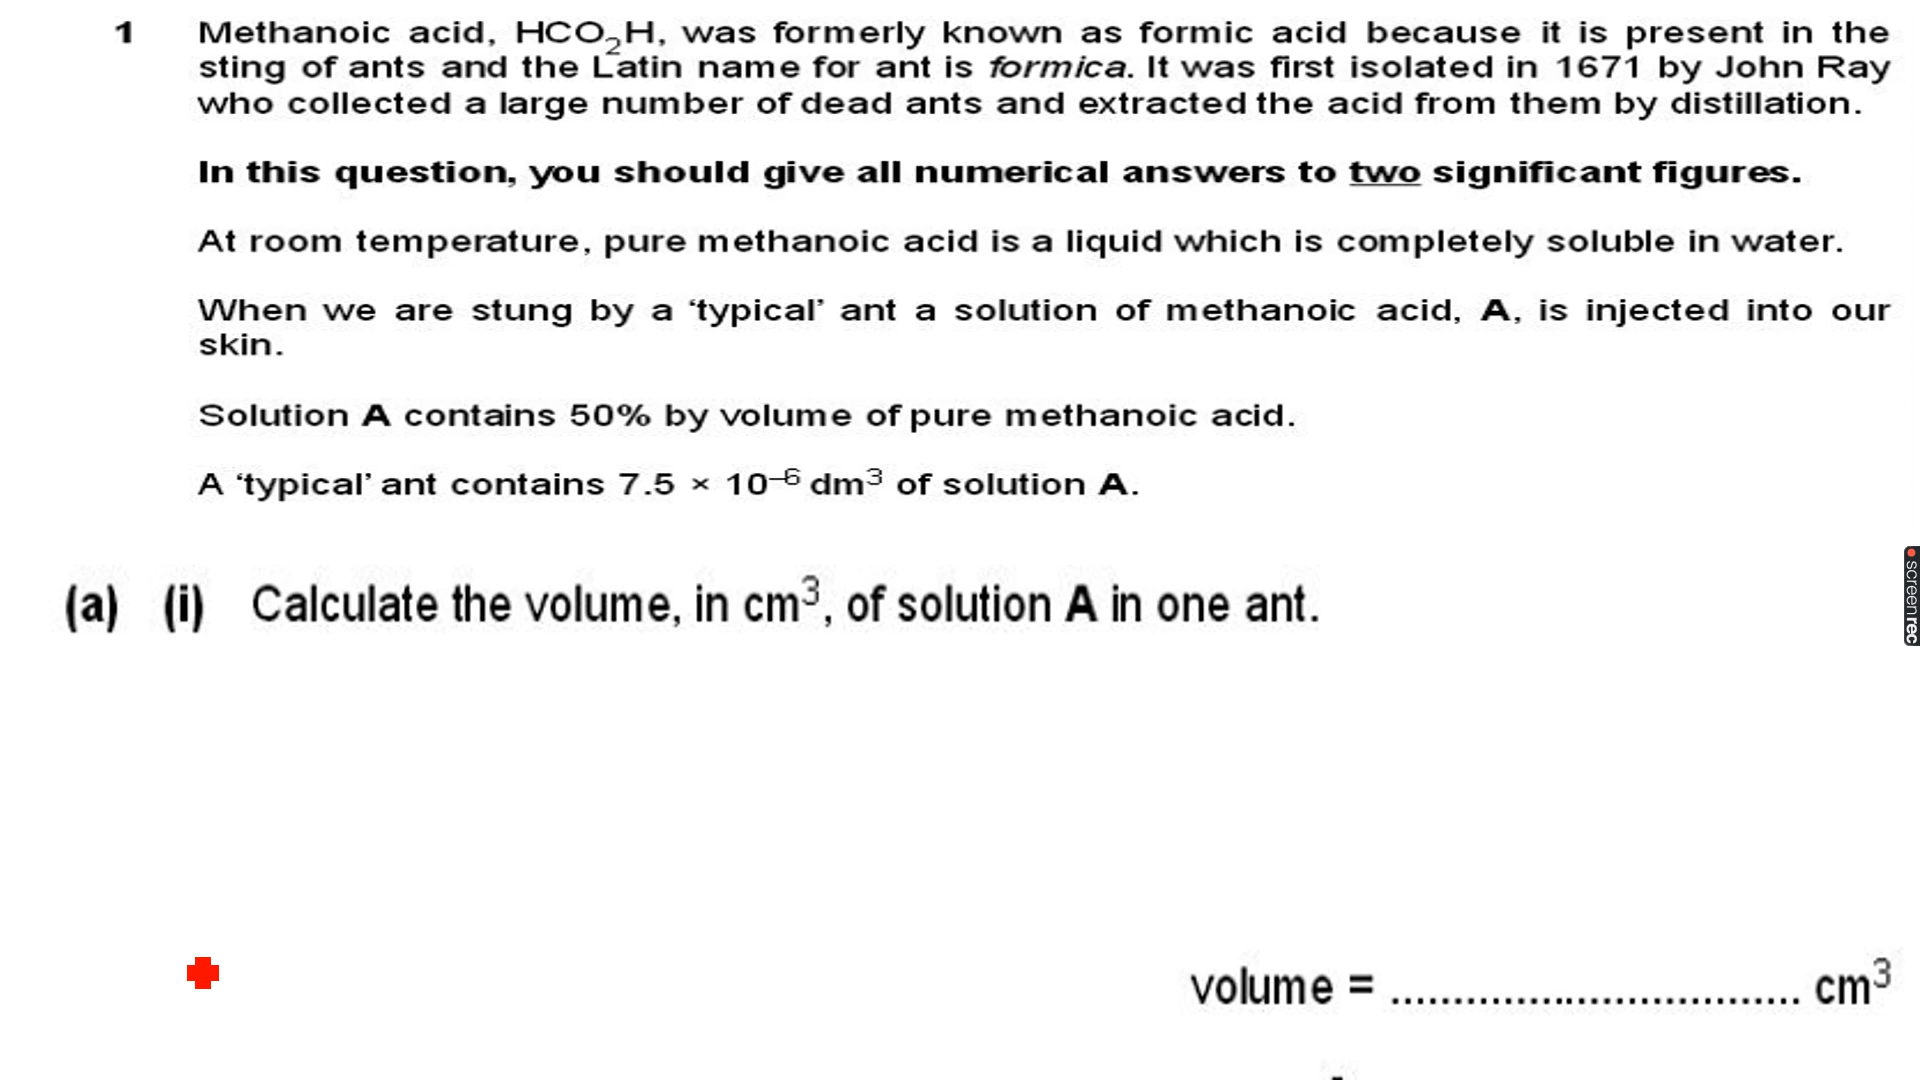 1 Methanoic acid, HCO₂H, was formerly known as formic acid because it is present in the
sting of ants and the Latin name for ant is formica. It was first isolated in 1671 by John Ray
who collected a large number of dead ants and extracted the acid from them by distillation.
In this question, you should give all numerical answers to two significant figures.
At room temperature, pure methanoic acid is a liquid which is completely soluble in water.
When we are stung by a ‘typical’ ant a solution of methanoic acid, A, is injected into our
skin.
Solution A contains 50% by volume of pure methanoic acid.
A ‘typical’ ant contains 7.5 × 10⁻⁶ dm³ of solution A.
(a) (i) Calculate the volume, in cm³, of solution A in one ant.
volume = ................................. cm³
screenrec